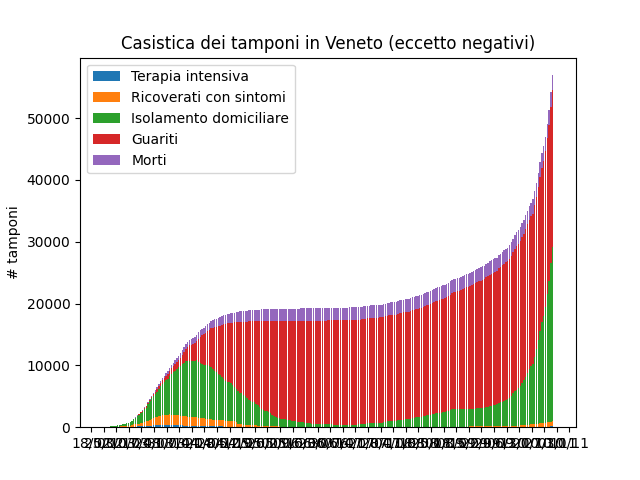 Casistica dei tamponi in Veneto (eccetto negativi)
Terapia intensiva
Ricoverati con sintomi
Isolamento domiciliare
Guariti
Morti
# tamponi
50000
40000
30000
20000
10000
0